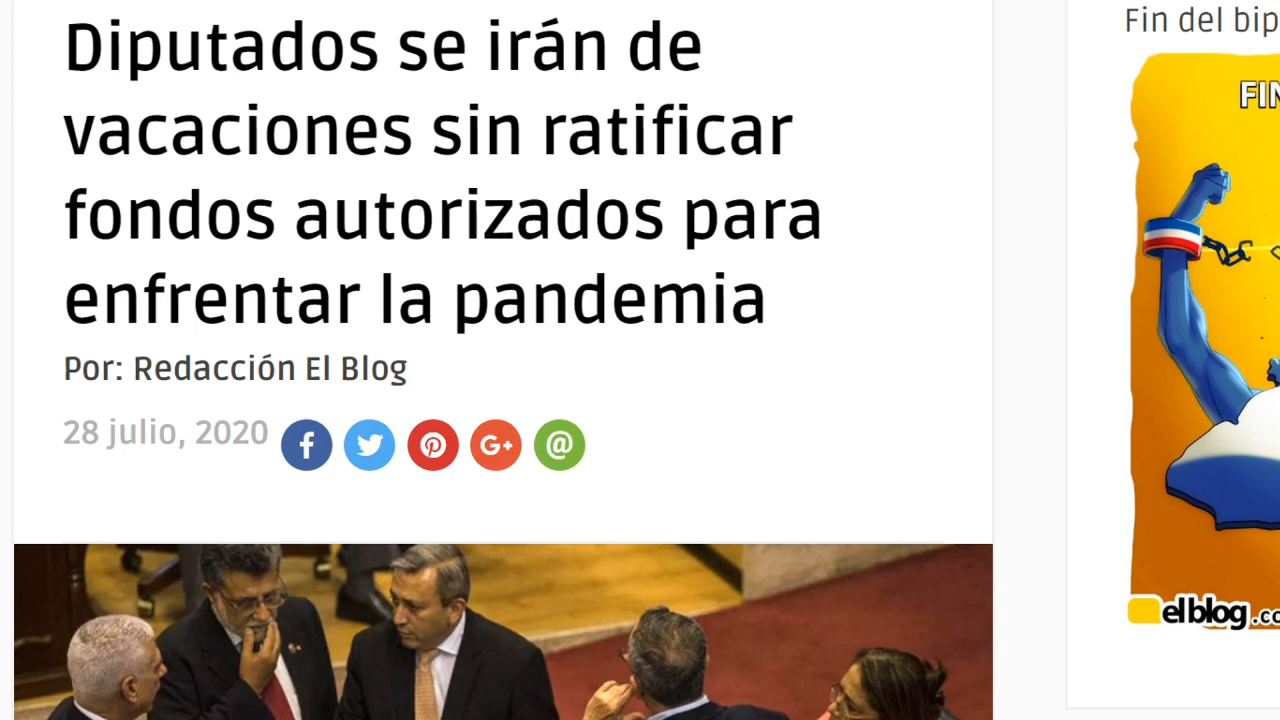 Diputados se irán de
vacaciones sin ratificar
fondos autorizados para
enfrentar la pandemia
Por: Redacción El Blog
28 julio, 2020
Fin del bip
FIN
elblog.co